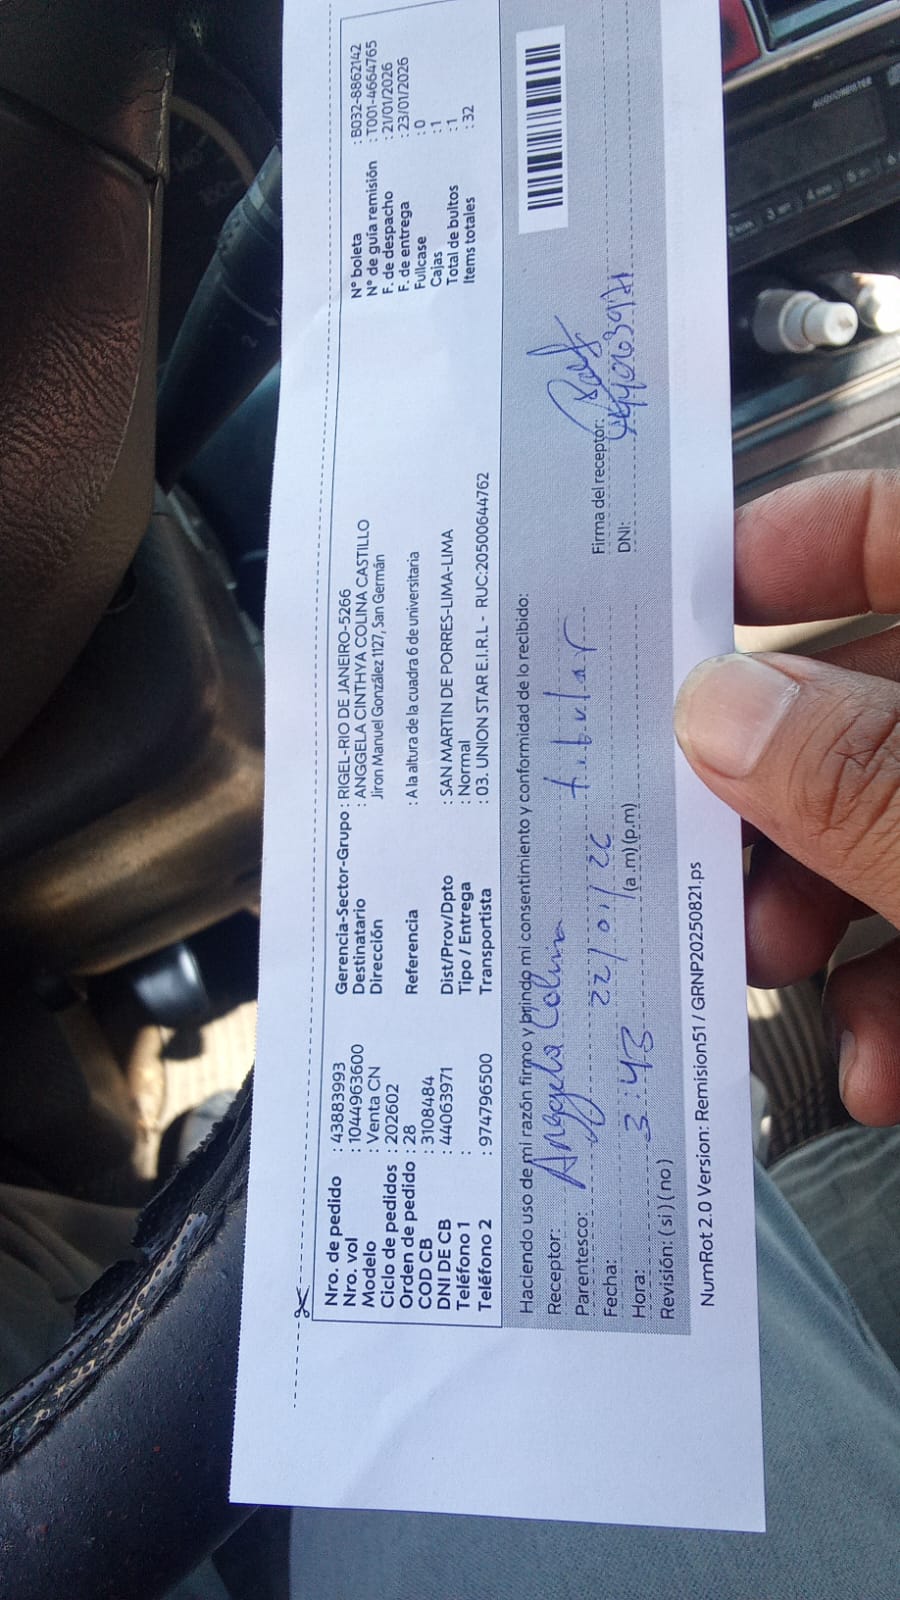 Nro. de pedido : 43883993
Nro. vol : 1044963600
Modelo : Venta CN
Ciclo de pedidos : 202602
Orden de pedido : 28
COD CB : 3108484
DNI DE CB : 44063971
Teléfono 1 :
Teléfono 2 : 974796500
Gerencia-Sector-Grupo : RIGEL-RIO DE JANEIRO-5266
Destinatario : ANGGELA CINTHYA COLINA CASTILLO
Dirección Jiron Manuel González 1127, San Germán
Referencia : A la altura de la cuadra 6 de universitaria
Dist/Prov/Dpto : SAN MARTIN DE PORRES-LIMA-LIMA
Tipo / Entrega : Normal
Transportista : 03. UNION STAR E.I.R.L - RUC:20500644762
N° boleta : B032-8862142
N° de guía remisión : T001-4664765
F. de despacho : 21/01/2026
F. de entrega : 23/01/2026
Fullcase : 0
Cajas : 1
Total de bultos : 1
Items totales : 32
Haciendo uso de mi razón firmo y brindo mi consentimiento y conformidad de lo recibido:
Receptor: Anggela Colina
Parentesco: titular
Fecha: 22/01/26
Hora: 3:43 (a.m)(p.m)
Revisión: (si) (no)
Firma del receptor:
DNI: 44063971
NumRot 2.0 Version: Remision51 / GRNP20250821.ps
AUDIOMEISTER